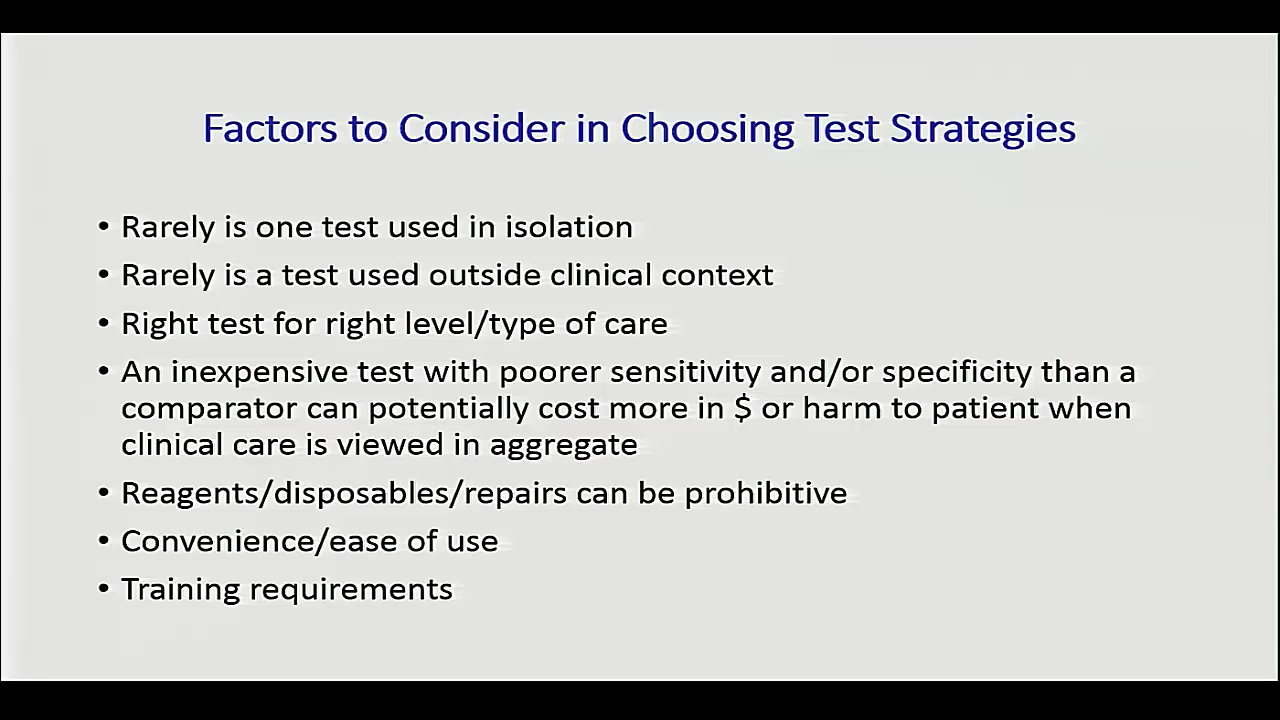 Factors to Consider in Choosing Test Strategies
• Rarely is one test used in isolation
• Rarely is a test used outside clinical context
• Right test for right level/type of care
• An inexpensive test with poorer sensitivity and/or specificity than a
comparator can potentially cost more in $ or harm to patient when
clinical care is viewed in aggregate
• Reagents/disposables/repairs can be prohibitive
• Convenience/ease of use
• Training requirements